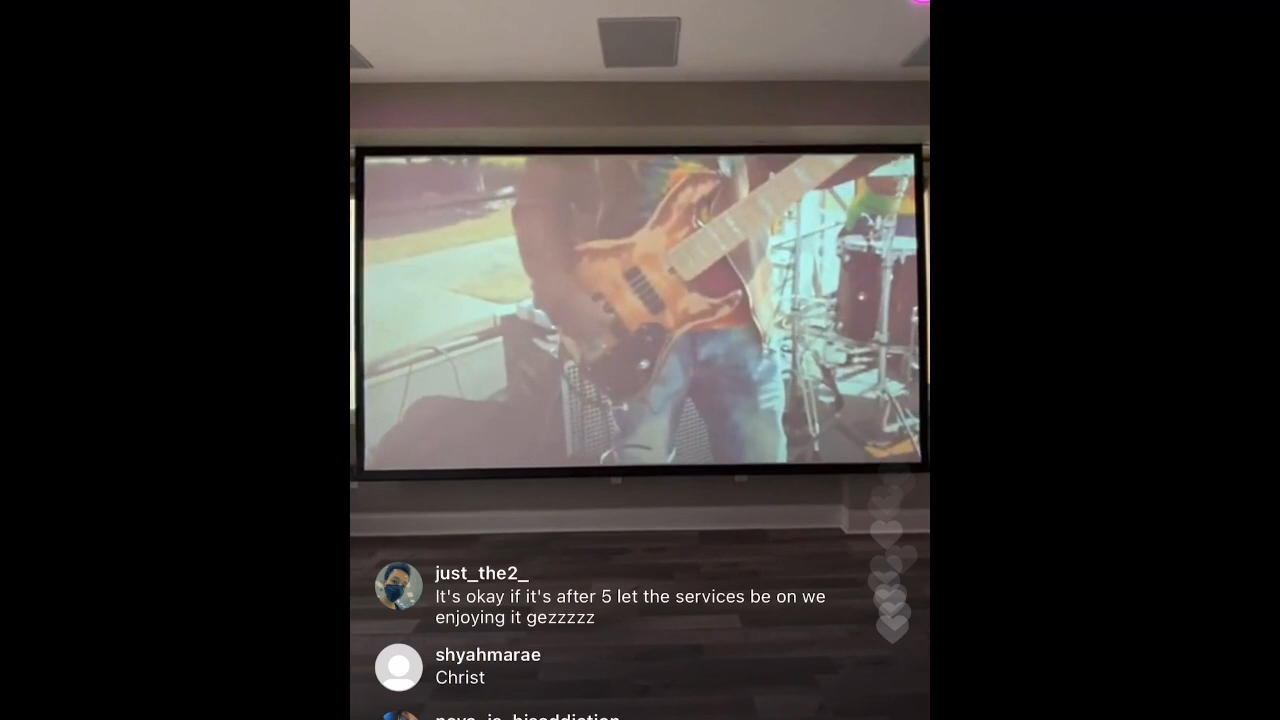 just_the2_
It's okay if it's after 5 let the services be on we
enjoying it gezzzzz
shyahmarae
Christ